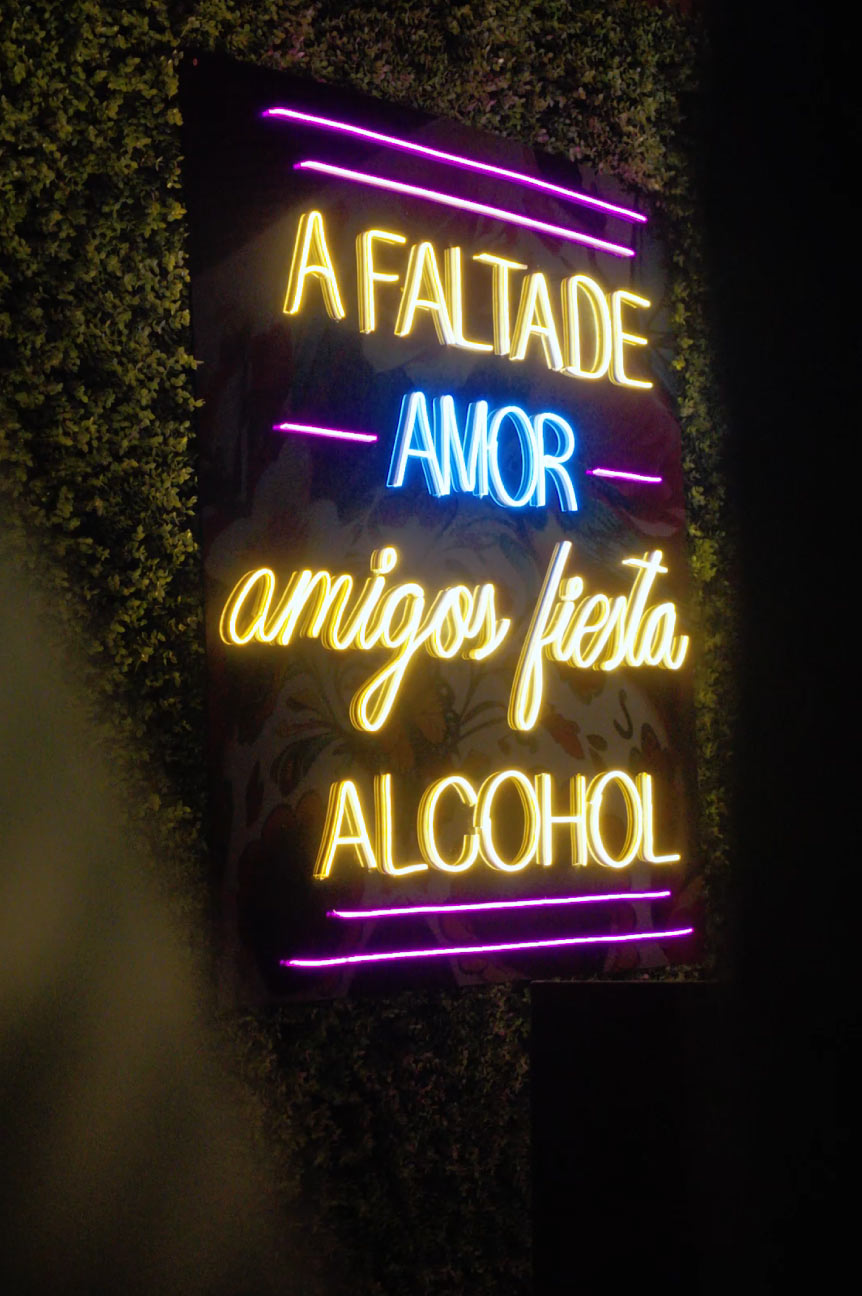 A FALTA DE
AMOR
amigos fiesta
ALCOHOL